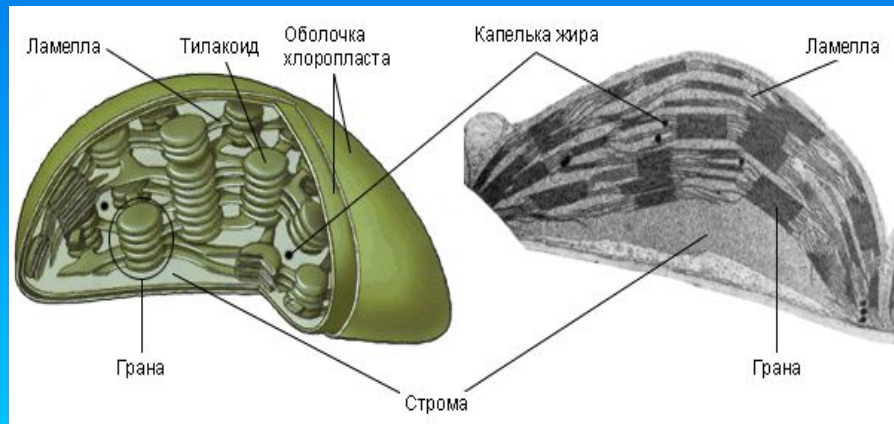 Ламелла
Тилакоид
Оболочка
хлоропласта
Капелька жира
Ламелла
Грана
Строма
Грана